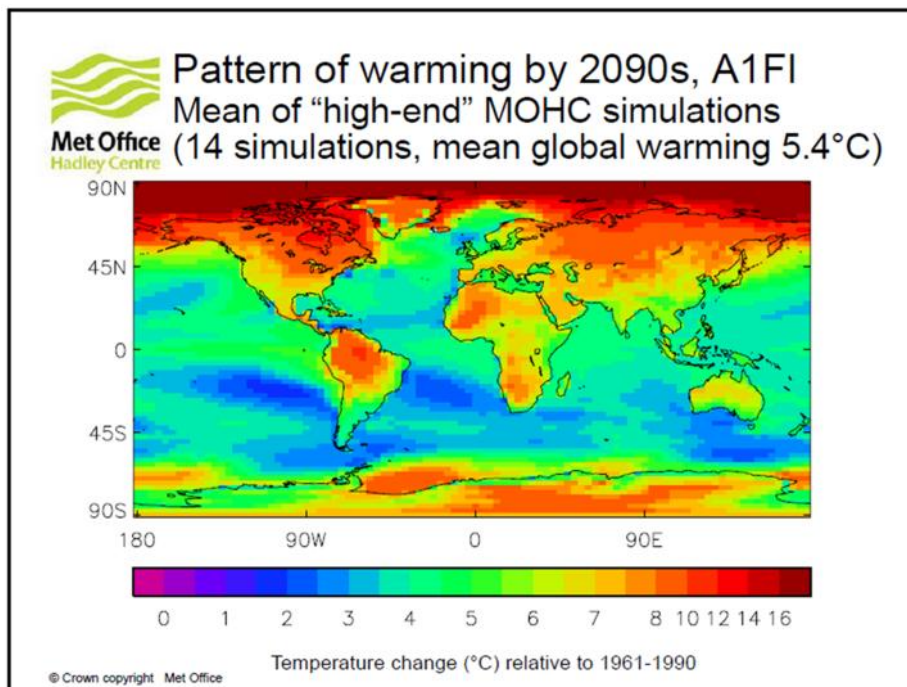 Pattern of warming by 2090s, A1FI
Mean of “high-end” MOHC simulations
(14 simulations, mean global warming 5.4°C)
Met Office
Hadley Centre
90N
45N
0
45S
90S
180 90W 0 90E
0 1 2 3 4 5 6 7 8 10 12 14 16
Temperature change (°C) relative to 1961-1990
© Crown copyright Met Office